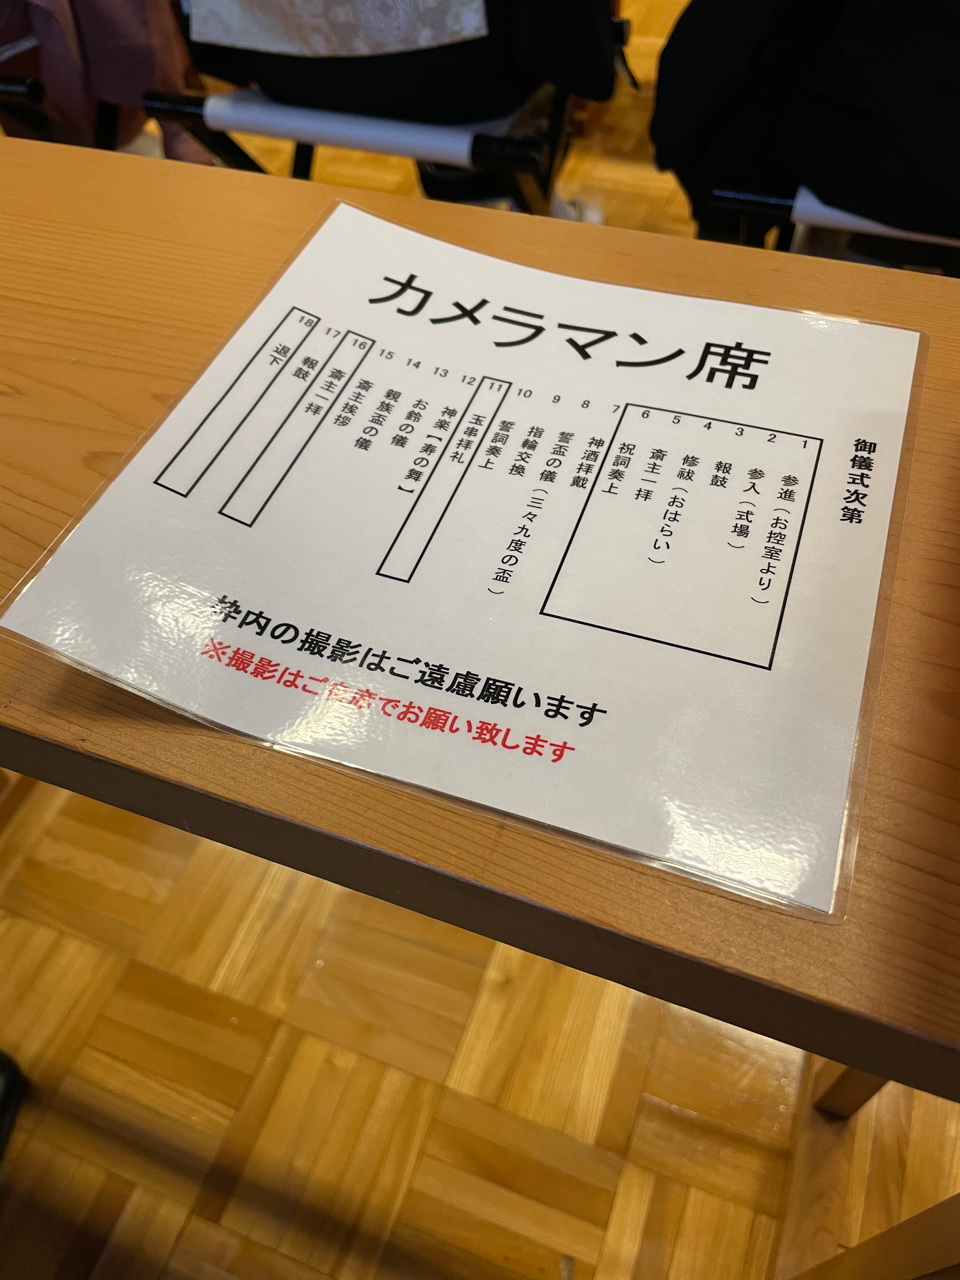 カメラマン席
御儀式次第
1 参進（お控室より）
2 参入（式場）
3 報鼓
4 修祓（おはらい）
5 斎主一拝
6 祝詞奏上
7 神酒拝戴
8 誓盃の儀（三々九度の盃）
9 指輪交換
10 誓詞奏上
11 玉串拝礼
12 神楽【寿の舞】
13 お鈴の儀
14 親族盃の儀
15 斎主挨拶
16 斎主一拝
17 報鼓
18 退下
枠内の撮影はご遠慮願います
※撮影はご自席でお願い致します